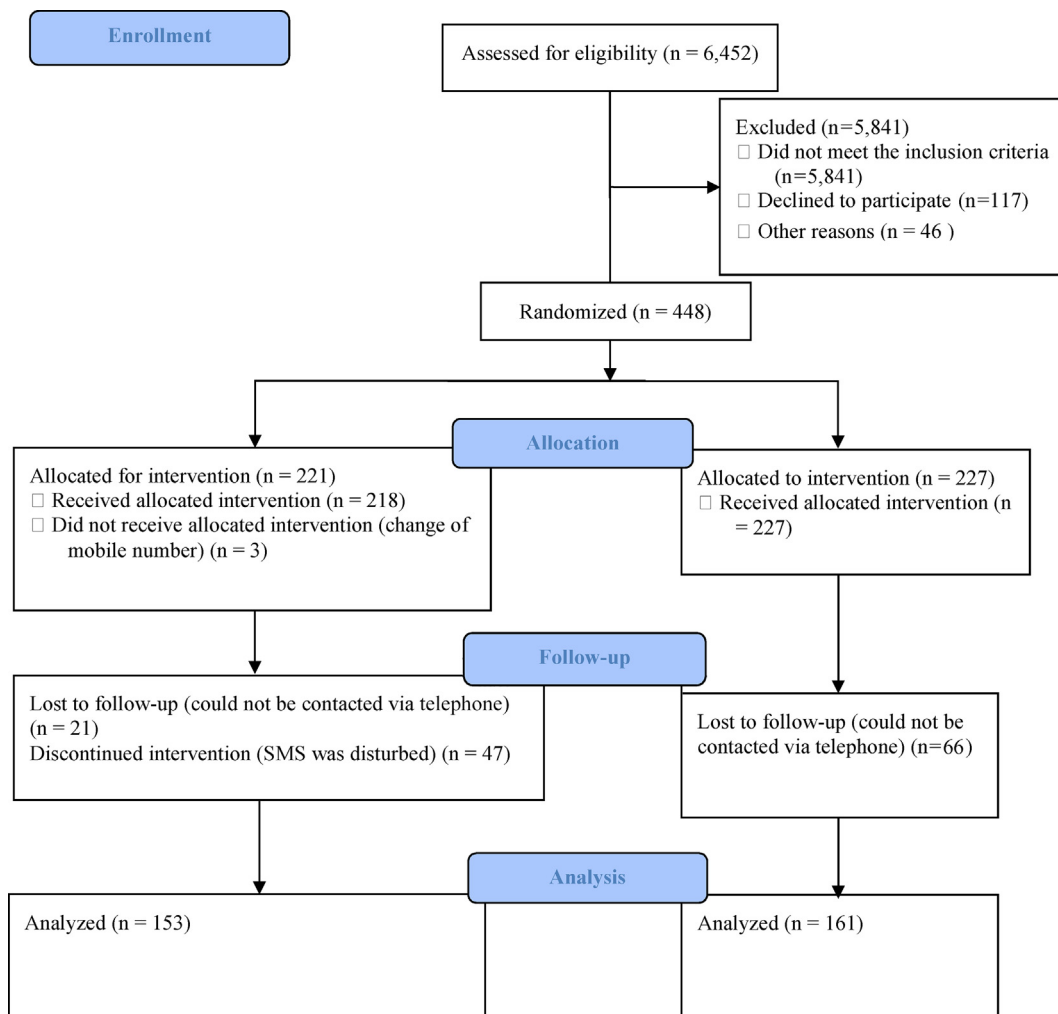 Enrollment
Assessed for eligibility (n = 6,452)
Excluded (n=5,841)
□ Did not meet the inclusion criteria
(n=5,841)
□ Declined to participate (n=117)
□ Other reasons (n = 46 )
Randomized (n = 448)
Allocation
Allocated for intervention (n = 221)
□ Received allocated intervention (n = 218)
□ Did not receive allocated intervention (change of
mobile number) (n = 3)
Allocated to intervention (n = 227)
□ Received allocated intervention (n
= 227)
Follow-up
Lost to follow-up (could not be contacted via telephone)
(n = 21)
Discontinued intervention (SMS was disturbed) (n = 47)
Lost to follow-up (could not be
contacted via telephone) (n=66)
Analysis
Analyzed (n = 153)
Analyzed (n = 161)